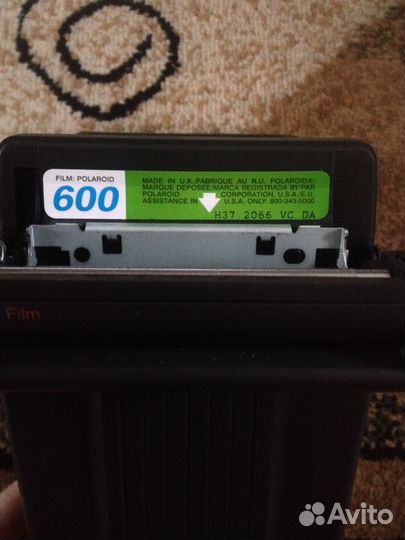 FILM: POLAROID
600
MADE IN U.K./FABRIQUE AU R.U. POLAROID®/
MARQUE DEPOSEE/MARCA REGISTRADA BY/PAR
POLAROID CORPORATION, U.S.A./E.U.
ASSISTANCE IN U.S.A. ONLY: 800-343-5000
H37 2066 VC DA
Film
Avito